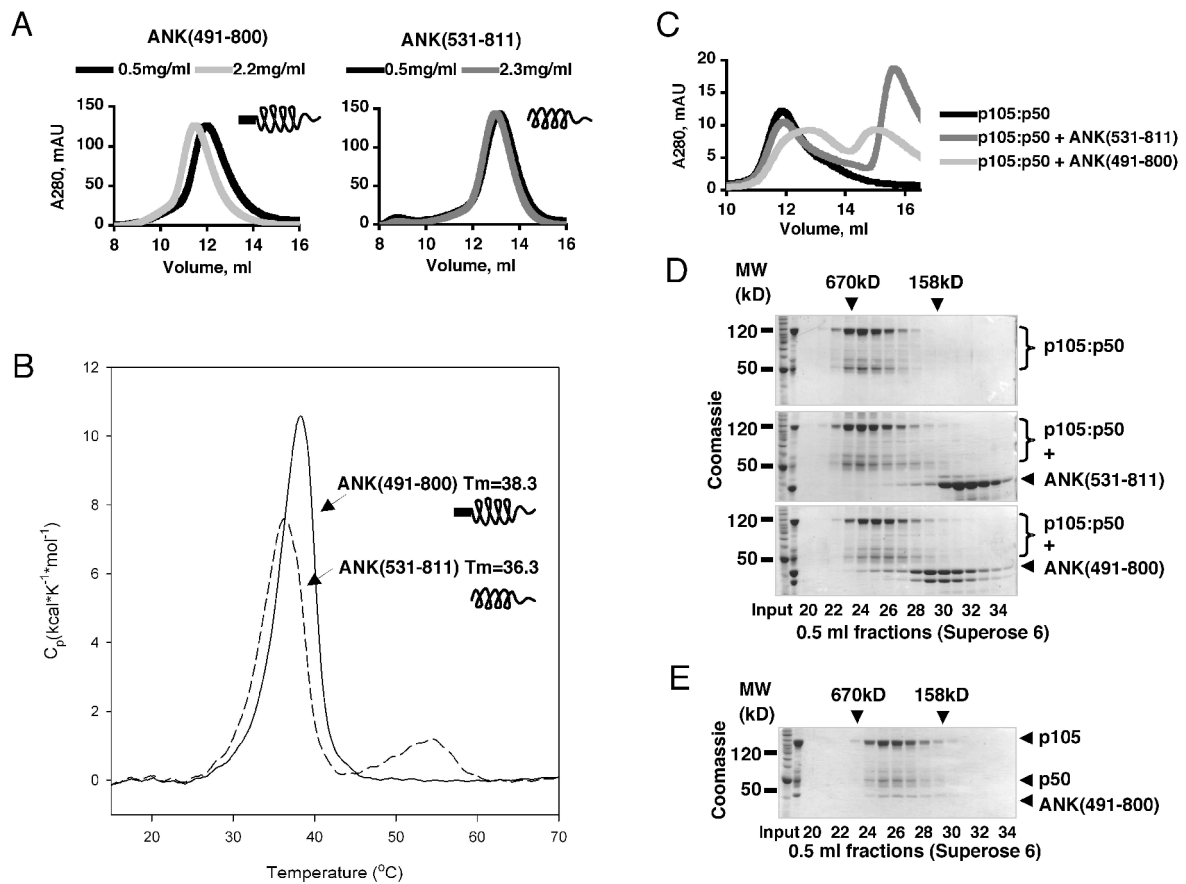 A
ANK(491-800)
0.5mg/ml 2.2mg/ml
A280, mAU
150
100
50
0
8 10 12 14 16
Volume, ml
ANK(531-811)
0.5mg/ml 2.3mg/ml
150
100
50
0
8 10 12 14 16
Volume, ml
B
Cp(kcal*K-1*mol-1)
12
10
8
6
4
2
0
ANK(491-800) Tm=38.3
ANK(531-811) Tm=36.3
20 30 40 50 60 70
Temperature (°C)
C
A280, mAU
20
15
10
5
0
10 12 14 16
Volume, ml
p105:p50
p105:p50 + ANK(531-811)
p105:p50 + ANK(491-800)
D
MW
(kD)
670kD 158kD
Coomassie
120
50
p105:p50
120
50
p105:p50
+
ANK(531-811)
120
50
p105:p50
+
ANK(491-800)
Input 20 22 24 26 28 30 32 34
0.5 ml fractions (Superose 6)
E
MW
(kD)
670kD 158kD
Coomassie
120
50
p105
p50
ANK(491-800)
Input 20 22 24 26 28 30 32 34
0.5 ml fractions (Superose 6)